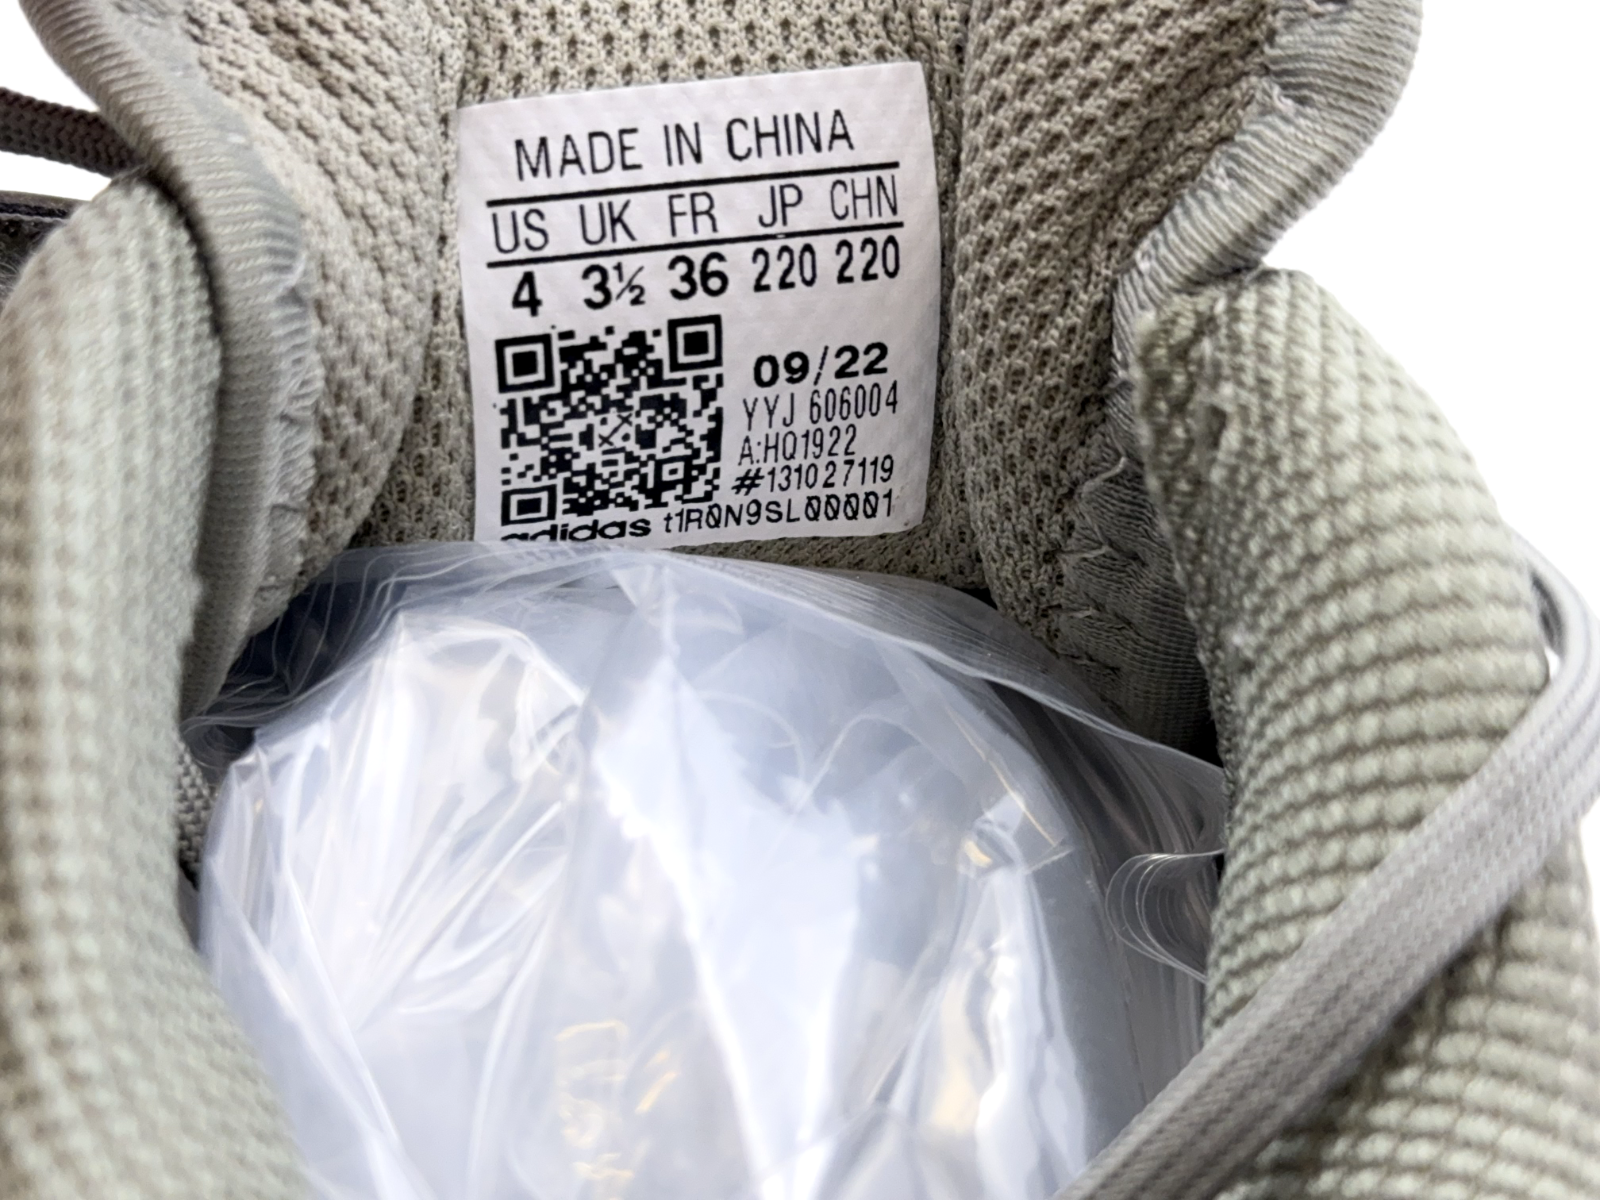 MADE IN CHINA
US UK FR JP CHN
4 3½ 36 220 220
09/22
YYJ 606004
A:HQ1922
#131027119
adidas t1R0N9SL00001